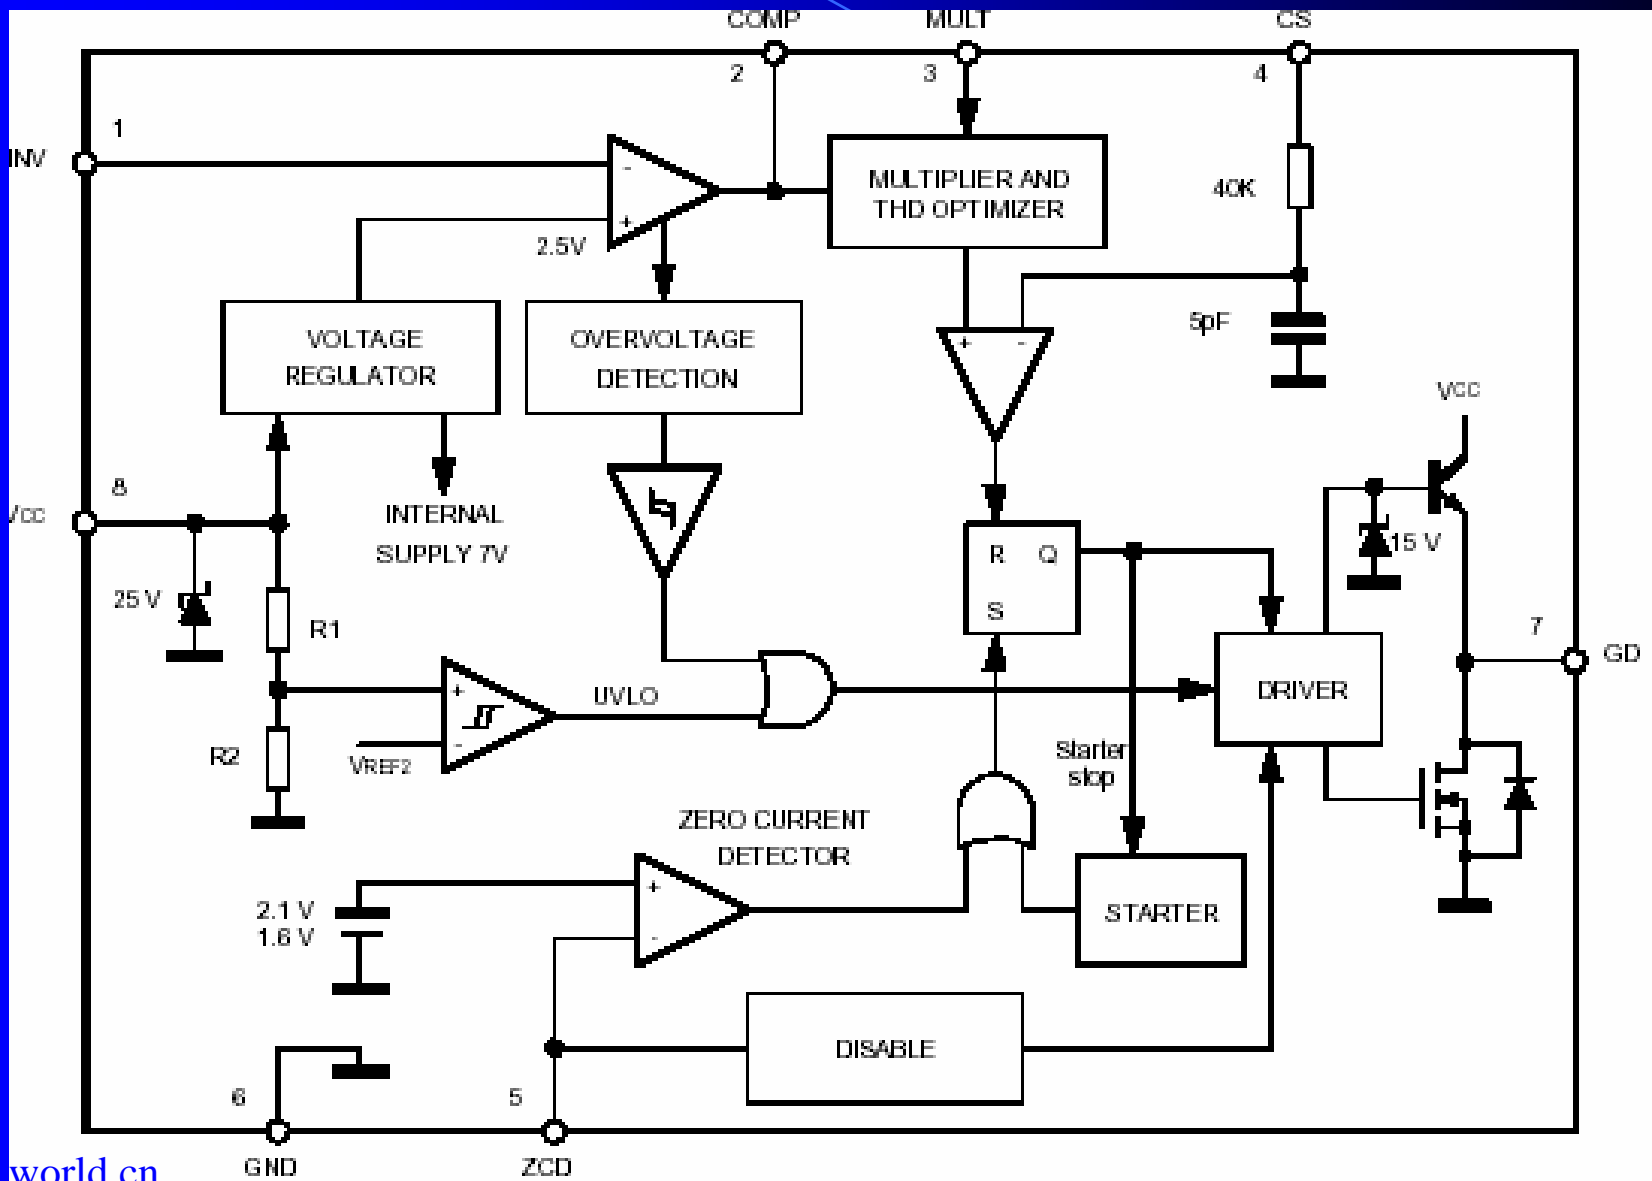 COMP MULT CS
2 3 4
1
INV
MULTIPLIER AND
THD OPTIMIZER
40K
-
+
2.5V
VOLTAGE
REGULATOR
OVERVOLTAGE
DETECTION
5pF
+ -
VCC
8
VCC
INTERNAL
SUPPLY 7V
15 V
R Q
S
25 V
R1
7
GD
UVLO
DRIVER
+
-
R2
VREF2
Starter
stop
ZERO CURRENT
DETECTOR
+
-
2.1 V
1.6 V
STARTER
DISABLE
6 5
GND ZCD
world.cn